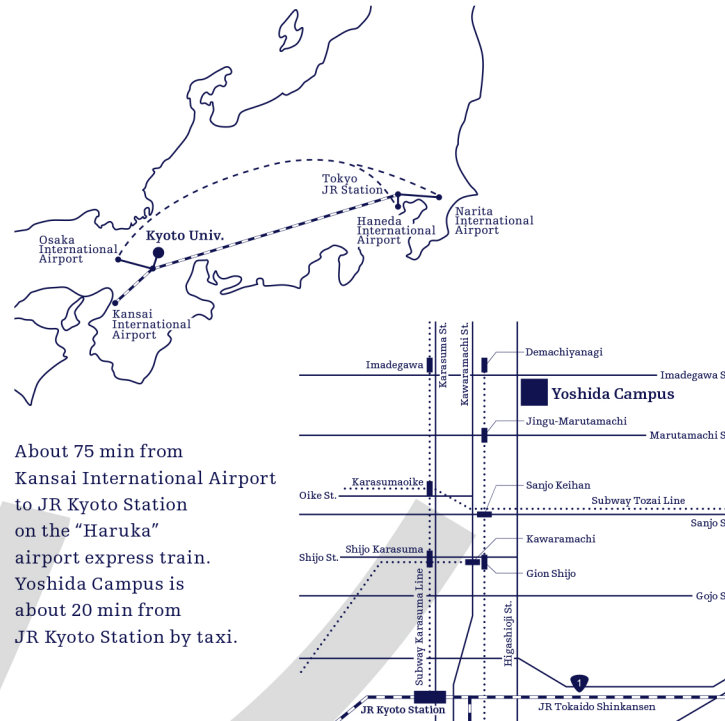 Tokyo
JR Station
Narita
International
Airport
Haneda
International
Airport
Kyoto Univ.
Osaka
International
Airport
Kansai
International
Airport
Karasuma St.
Kawaramachi St.
Imadegawa
Demachiyanagi
Imadegawa S
Yoshida Campus
Jingu-Marutamachi
Marutamachi S
Karasumaoike
Oike St.
Sanjo Keihan
Subway Tozai Line
Sanjo S
Kawaramachi
Shijo St.
Shijo Karasuma
Gion Shijo
Gojo S
Subway Karasuma Line
Higashioji St.
1
JR Kyoto Station
JR Tokaido Shinkansen
About 75 min from
Kansai International Airport
to JR Kyoto Station
on the “Haruka”
airport express train.
Yoshida Campus is
about 20 min from
JR Kyoto Station by taxi.